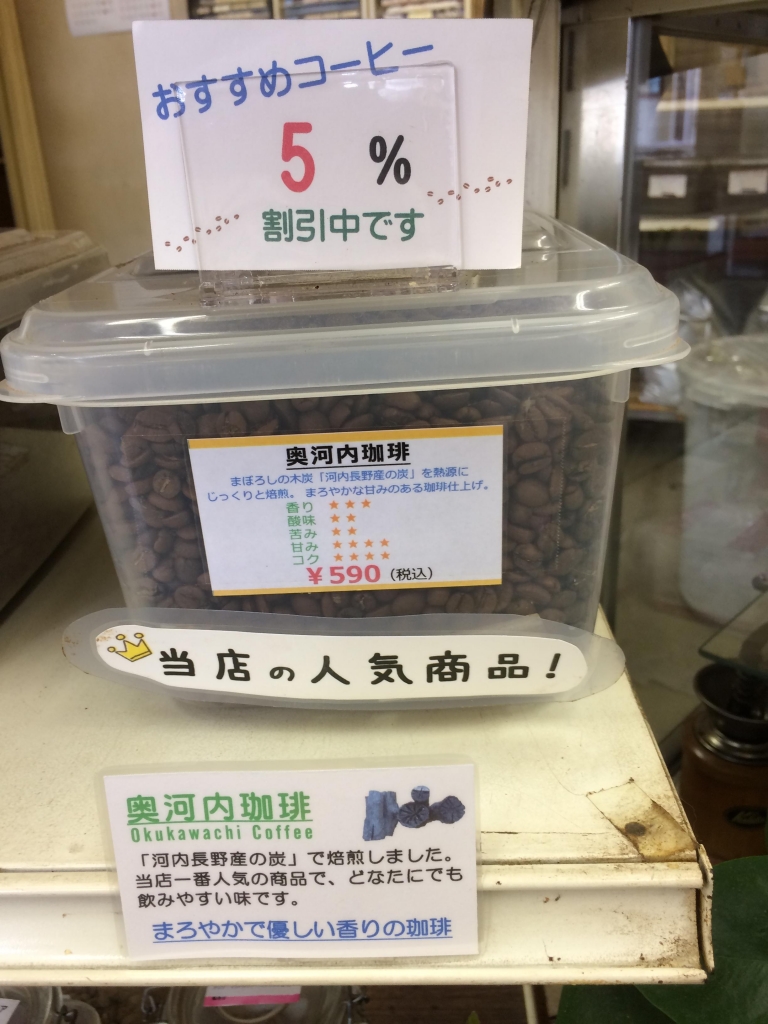 おすすめコーヒー
5 %
割引中です
奥河内珈琲
まぼろしの木炭「河内長野産の炭」を熱源に
じっくりと焙煎。 まろやかな甘みのある珈琲仕上げ。
香り ★★★
酸味 ★★
苦み ★★
甘み ★★★★
コク ★★★★
￥590（税込）
当店の人気商品！
奥河内珈琲
Okukawachi Coffee
「河内長野産の炭」で焙煎しました。
当店一番人気の商品で、どなたにでも
飲みやすい味です。
まろやかで優しい香りの珈琲